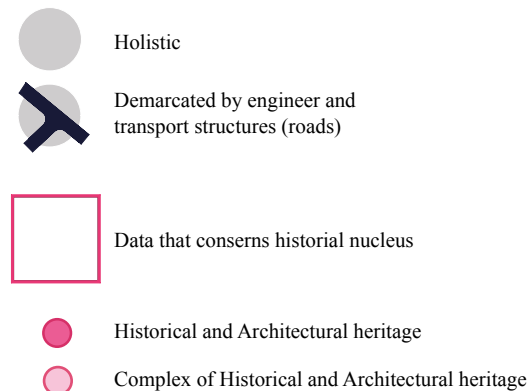 Holistic
Demarcated by engineer and
transport structures (roads)
Data that conserns historial nucleus
Historical and Architectural heritage
Complex of Historical and Architectural heritage